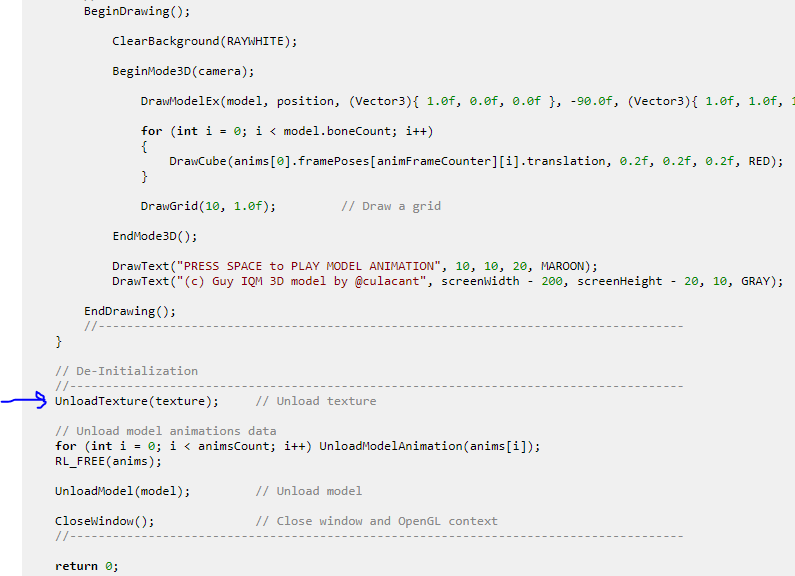 BeginDrawing();
ClearBackground(RAYWHITE);
BeginMode3D(camera);
DrawModelEx(model, position, (Vector3){ 1.0f, 0.0f, 0.0f }, -90.0f, (Vector3){ 1.0f, 1.0f, 1
for (int i = 0; i < model.boneCount; i++)
{
DrawCube(anims[0].framePoses[animFrameCounter][i].translation, 0.2f, 0.2f, 0.2f, RED);
}
DrawGrid(10, 1.0f); // Draw a grid
EndMode3D();
DrawText("PRESS SPACE to PLAY MODEL ANIMATION", 10, 10, 20, MAROON);
DrawText("(c) Guy IQM 3D model by @culacant", screenWidth - 200, screenHeight - 20, 10, GRAY);
EndDrawing();
//----------------------------------------------------------------------------------
}
// De-Initialization
//--------------------------------------------------------------------------------------
UnloadTexture(texture); // Unload texture
// Unload model animations data
for (int i = 0; i < animsCount; i++) UnloadModelAnimation(anims[i]);
RL_FREE(anims);
UnloadModel(model); // Unload model
CloseWindow(); // Close window and OpenGL context
//--------------------------------------------------------------------------------------
return 0;